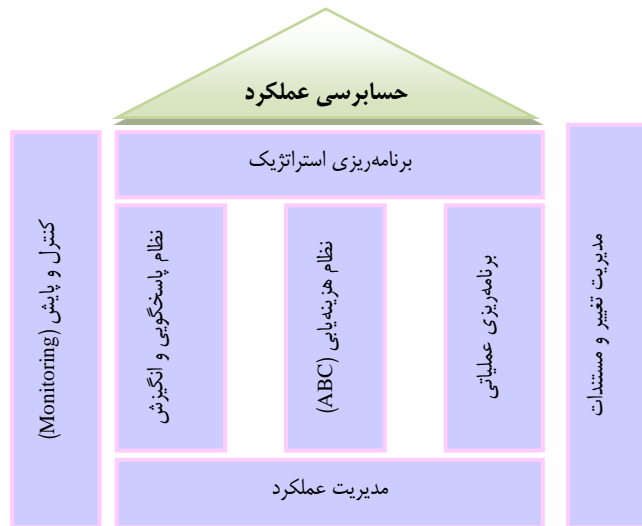 حسابرسی عملکرد
برنامه‌ریزی استراتژیک
مدیریت تغییر و مستندات
برنامه‌ریزی عملیاتی
نظام هزینه‌یابی (ABC)
نظام پاسخگویی و انگیزش
کنترل و پایش (Monitoring)
مدیریت عملکرد